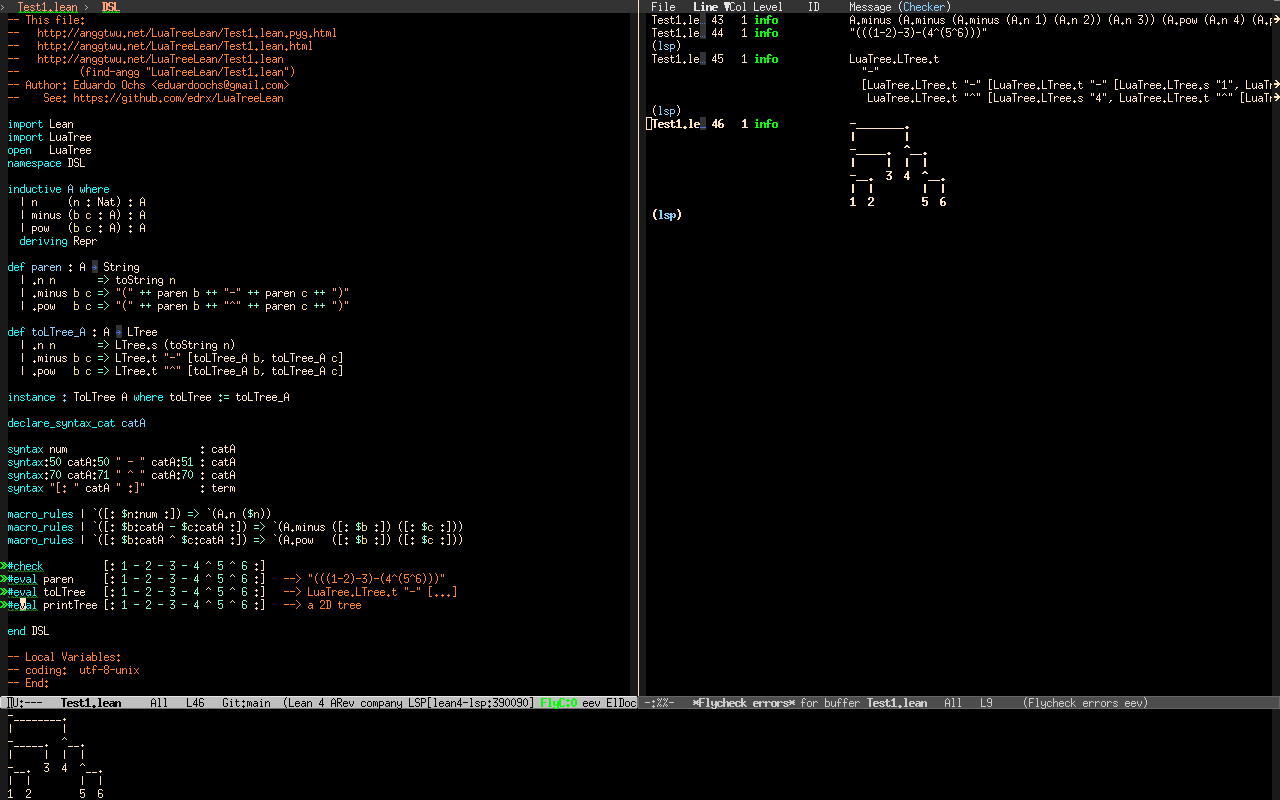 › Test1.lean › DSL
-- This file:
--   http://anggtwu.net/LuaTreeLean/Test1.lean.pyg.html
--   http://anggtwu.net/LuaTreeLean/Test1.lean.html
--   http://anggtwu.net/LuaTreeLean/Test1.lean
--          (find-angg "LuaTreeLean/Test1.lean")
-- Author: Eduardo Ochs <eduardoochs@gmail.com>
--    See: https://github.com/edrx/LuaTreeLean

import Lean
import LuaTree
open   LuaTree
namespace DSL

inductive A where
  | n     (n : Nat) : A
  | minus (b c : A) : A
  | pow   (b c : A) : A
  deriving Repr

def paren : A → String
  | .n n       => toString n
  | .minus b c => "(" ++ paren b ++ "-" ++ paren c ++ ")"
  | .pow   b c => "(" ++ paren b ++ "^" ++ paren c ++ ")"

def toLTree_A : A → LTree
  | .n n       => LTree.s (toString n)
  | .minus b c => LTree.t "-" [toLTree_A b, toLTree_A c]
  | .pow   b c => LTree.t "^" [toLTree_A b, toLTree_A c]

instance : ToLTree A where toLTree := toLTree_A

declare_syntax_cat catA

syntax num                   : catA
syntax:50 catA:50 " - " catA:51 : catA
syntax:70 catA:71 " ^ " catA:70 : catA
syntax "[: " catA " :]"        : term

macro_rules | `([: $n:num :]) => `(A.n ($n))
macro_rules | `([: $b:catA - $c:catA :]) => `(A.minus ([: $b :]) ([: $c :]))
macro_rules | `([: $b:catA ^ $c:catA :]) => `(A.pow   ([: $b :]) ([: $c :]))

#check          [: 1 - 2 - 3 - 4 ^ 5 ^ 6 :]
#eval paren     [: 1 - 2 - 3 - 4 ^ 5 ^ 6 :]   --> "(((1-2)-3)-(4^(5^6)))"
#eval toLTree   [: 1 - 2 - 3 - 4 ^ 5 ^ 6 :]   --> LuaTree.LTree.t "-" [...]
#eval printTree [: 1 - 2 - 3 - 4 ^ 5 ^ 6 :]   --> a 2D tree

end DSL

-- Local Variables:
-- coding:  utf-8-unix
-- End:
IU:---  Test1.lean    All   L46   Git:main  (Lean 4 ARev company LSP[lean4-lsp:390090] FlyC:0 eev ElDoc
File   Line ▼Col Level   ID   Message (Checker)
Test1.le  43   1 info   A.minus (A.minus (A.minus (A.n 1) (A.n 2)) (A.n 3)) (A.pow (A.n 4) (A.p
Test1.le  44   1 info   "(((1-2)-3)-(4^(5^6)))"
(lsp)
Test1.le  45   1 info   LuaTree.LTree.t
  "-"
  [LuaTree.LTree.t "-" [LuaTree.LTree.t "-" [LuaTree.LTree.s "1", LuaT
   LuaTree.LTree.t "^" [LuaTree.LTree.s "4", LuaTree.LTree.t "^" [LuaT
(lsp)
Test1.le  46   1 info   -_______.
|       |
-_____.  ^__.
|     |  |  |
-__.  3  4  ^__.
|  |        |  |
1  2        5  6
(lsp)
-:%%-  *Flycheck errors* for buffer Test1.lean   All   L9    (Flycheck errors eev)
-________.
|        |
-_____.  ^__.
|     |  |  |
-__.  3  4  ^__.
|  |        |  |
1  2        5  6